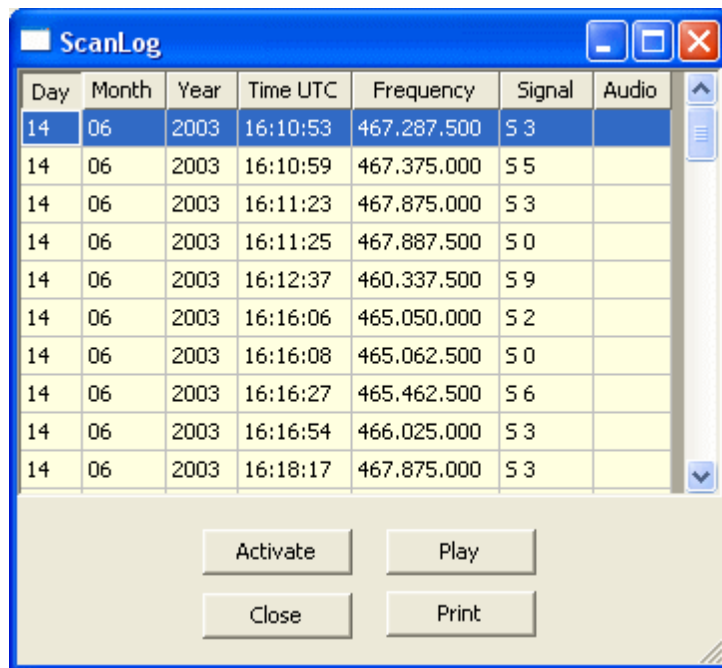 ScanLog
Day Month Year Time UTC Frequency Signal Audio
14 06 2003 16:10:53 467.287.500 S 3
14 06 2003 16:10:59 467.375.000 S 5
14 06 2003 16:11:23 467.875.000 S 3
14 06 2003 16:11:25 467.887.500 S 0
14 06 2003 16:12:37 460.337.500 S 9
14 06 2003 16:16:06 465.050.000 S 2
14 06 2003 16:16:08 465.062.500 S 0
14 06 2003 16:16:27 465.462.500 S 6
14 06 2003 16:16:54 466.025.000 S 3
14 06 2003 16:18:17 467.875.000 S 3
Activate Play
Close Print